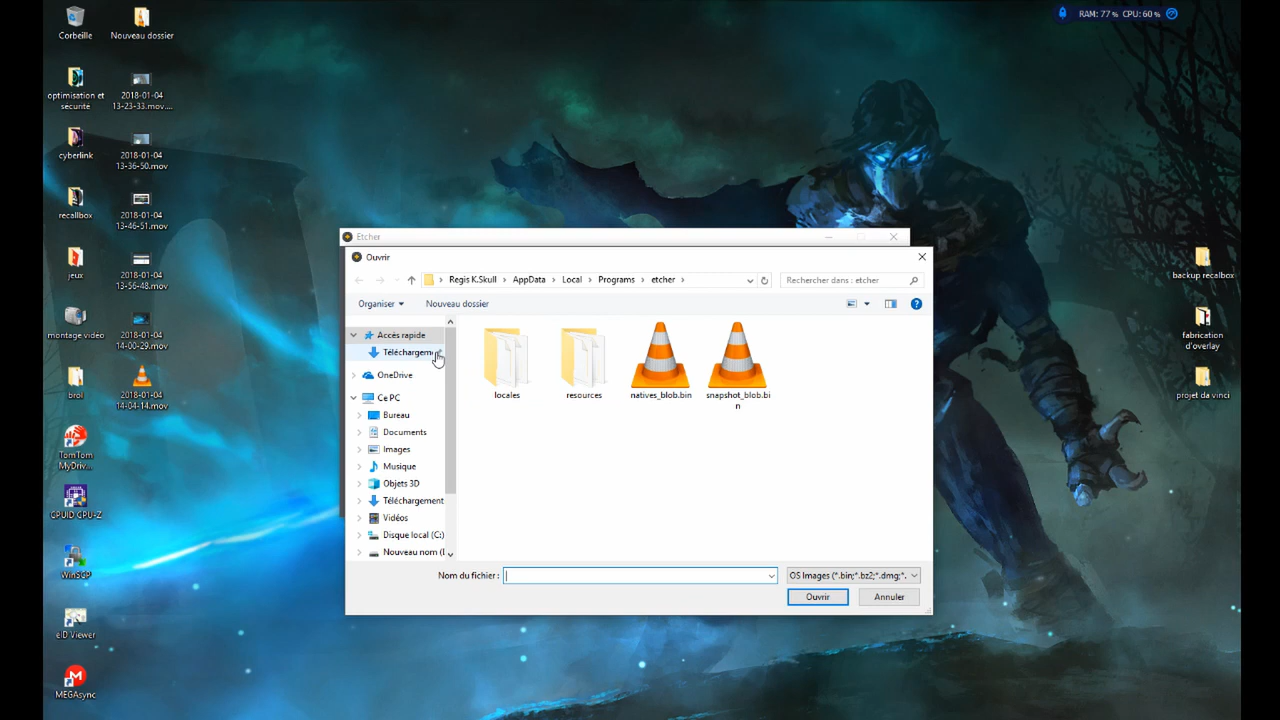 Corbeille
Nouveau dossier
RAM: 77 % CPU: 60 %
optimisation et
sécurité
2018-01-04
13-23-33.mov....
cyberlink
2018-01-04
13-36-50.mov
recallbox
2018-01-04
13-46-51.mov
jeux
2018-01-04
13-56-48.mov
montage video
2018-01-04
14-00-29.mov
brol
2018-01-04
14-04-14.mov
TomTom
MyDriv...
CPUID CPU-Z
WinSCP
eID Viewer
MEGAsync
Etcher
Ouvrir
Regis K.Skull
AppData
Local
Programs
etcher
Rechercher dans : etcher
Organiser
Nouveau dossier
Accès rapide
Téléchargem
OneDrive
Ce PC
Bureau
Documents
Images
Musique
Objets 3D
Téléchargement
Vidéos
Disque local (C:)
Nouveau nom (
locales
resources
natives_blob.bin
snapshot_blob.bi
n
Nom du fichier :
OS Images (*.bin;*.bz2;*.dmg;*.
Ouvrir
Annuler
backup recalbox
fabrication
d'overlay
projet da vinci